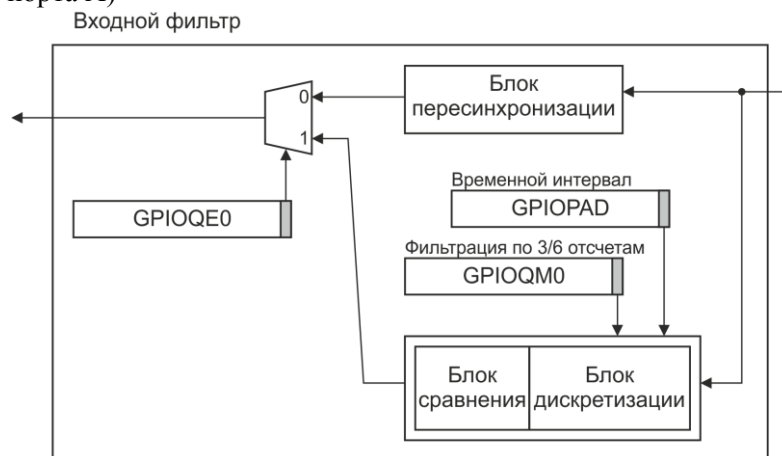 Входной фильтр
0
1
Блок
пересинхронизации
GPIOQE0
Временной интервал
GPIOPAD
Фильтрация по 3/6 отсчетам
GPIOQM0
Блок
сравнения
Блок
дискретизации